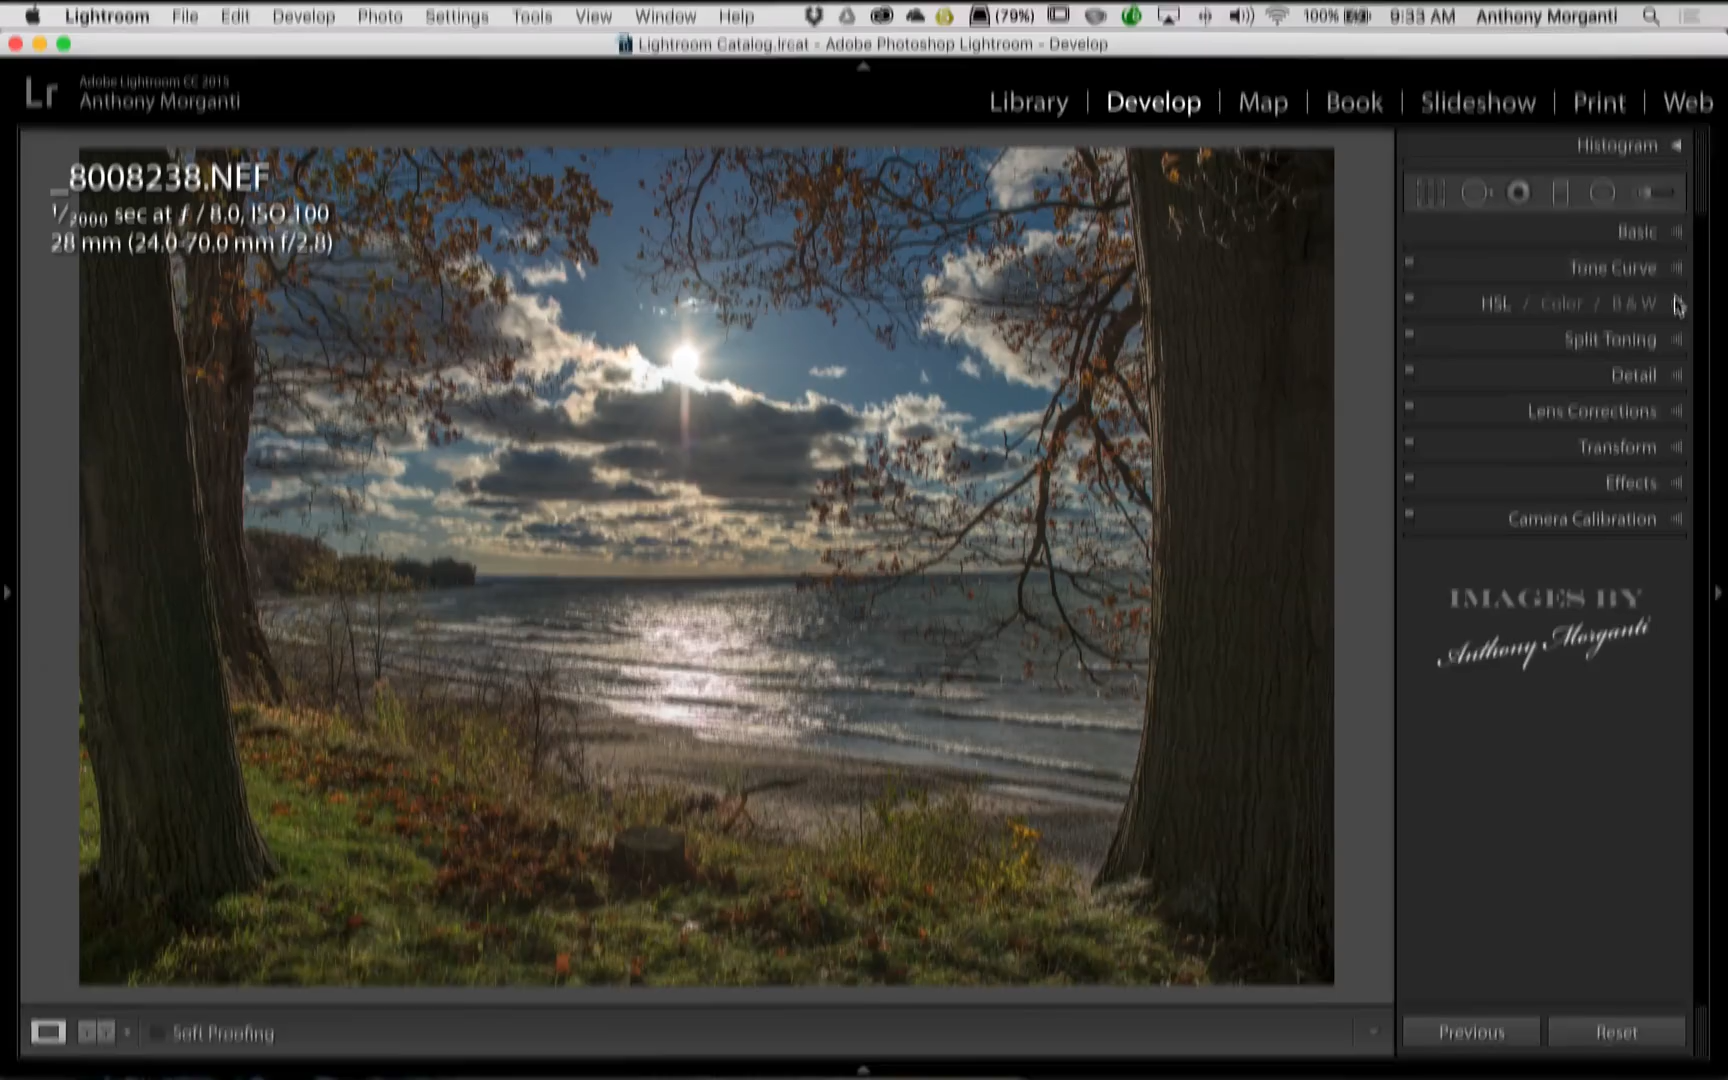 Lightroom File Edit Develop Photo Settings Tools View Window Help (79%) 100% 9:33 AM Anthony Morganti
Lightroom Catalog.lrcat - Adobe Photoshop Lightroom - Develop
Lr Adobe Lightroom CC 2015
Anthony Morganti
Library | Develop | Map | Book | Slideshow | Print | Web
_8008238.NEF
1/2000 sec at f / 8.0, ISO 100
28 mm (24.0-70.0 mm f/2.8)
Histogram
Basic
Tone Curve
HSL / Color / B & W
Split Toning
Detail
Lens Corrections
Transform
Effects
Camera Calibration
IMAGES BY
Anthony Morganti
Soft Proofing
Previous Reset